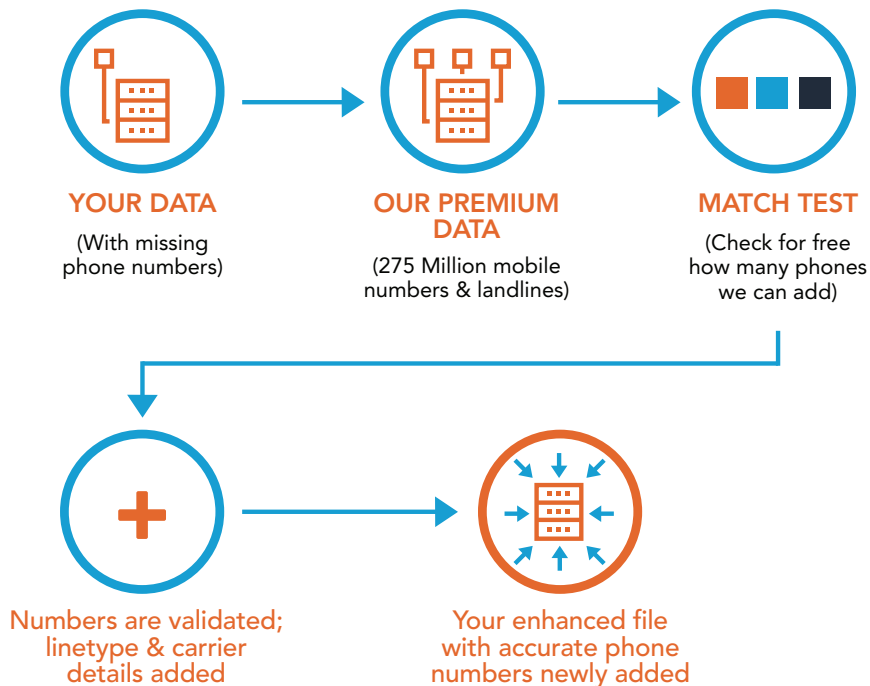 YOUR DATA
(With missing
phone numbers)
OUR PREMIUM
DATA
(275 Million mobile
numbers & landlines)
MATCH TEST
(Check for free
how many phones
we can add)
Numbers are validated;
linetype & carrier
details added
Your enhanced file
with accurate phone
numbers newly added